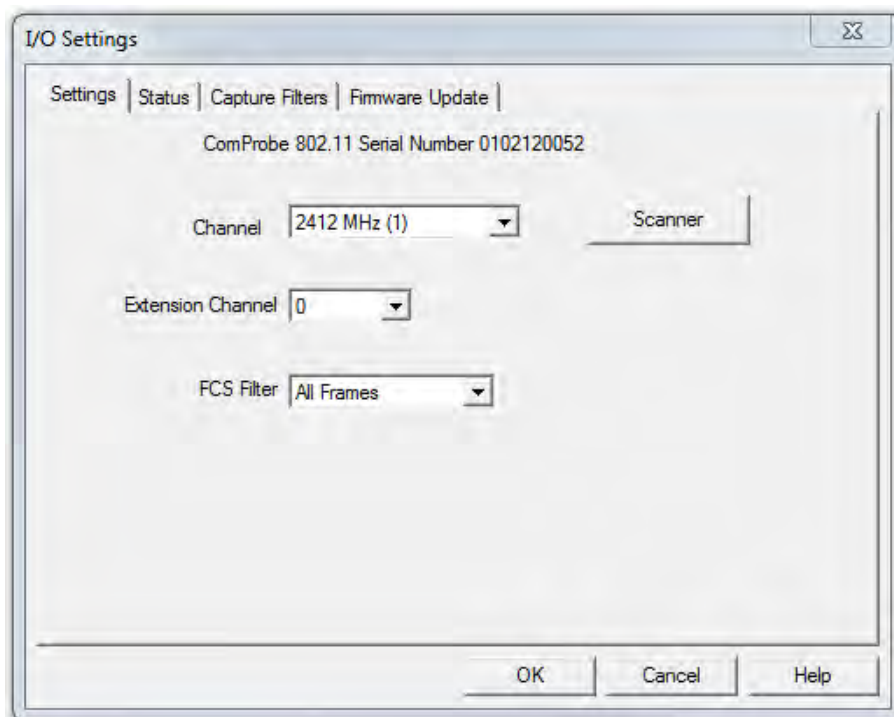 I/O Settings
Settings Status Capture Filters Firmware Update
ComProbe 802.11 Serial Number 0102120052
Channel 2412 MHz (1) Scanner
Extension Channel 0
FCS Filter All Frames
OK Cancel Help